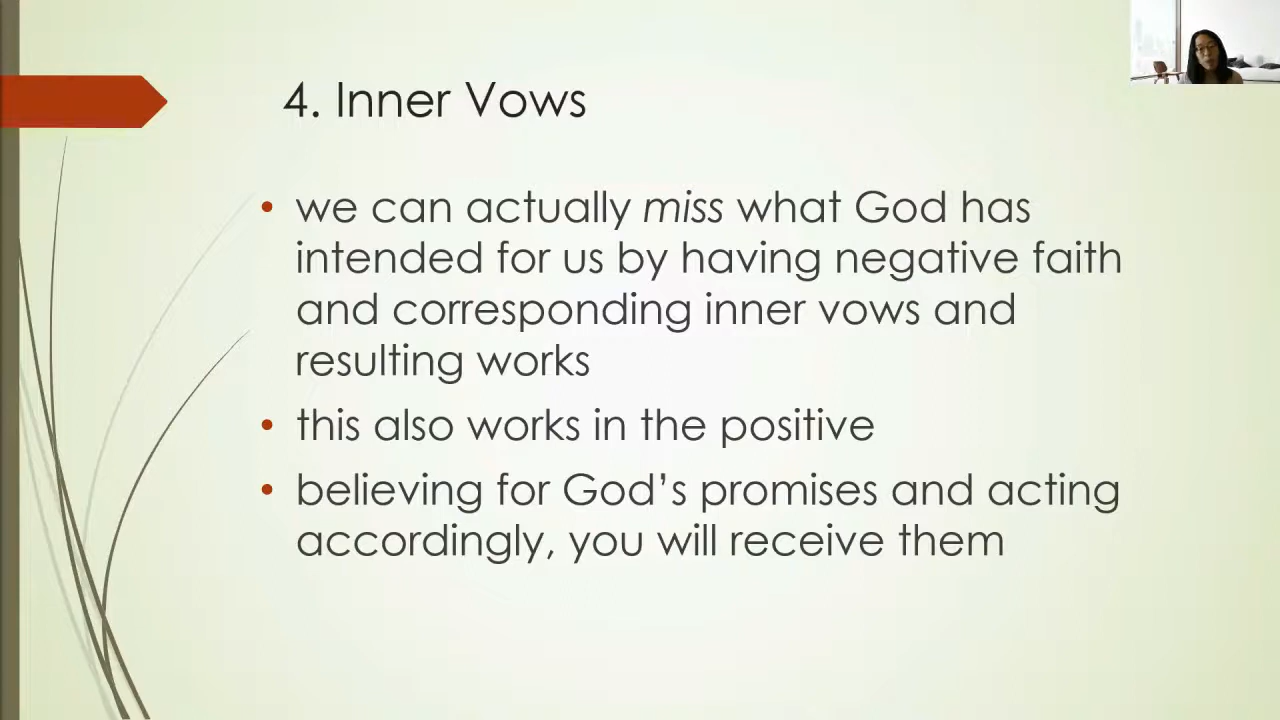 4. Inner Vows
• we can actually miss what God has
intended for us by having negative faith
and corresponding inner vows and
resulting works
• this also works in the positive
• believing for God's promises and acting
accordingly, you will receive them